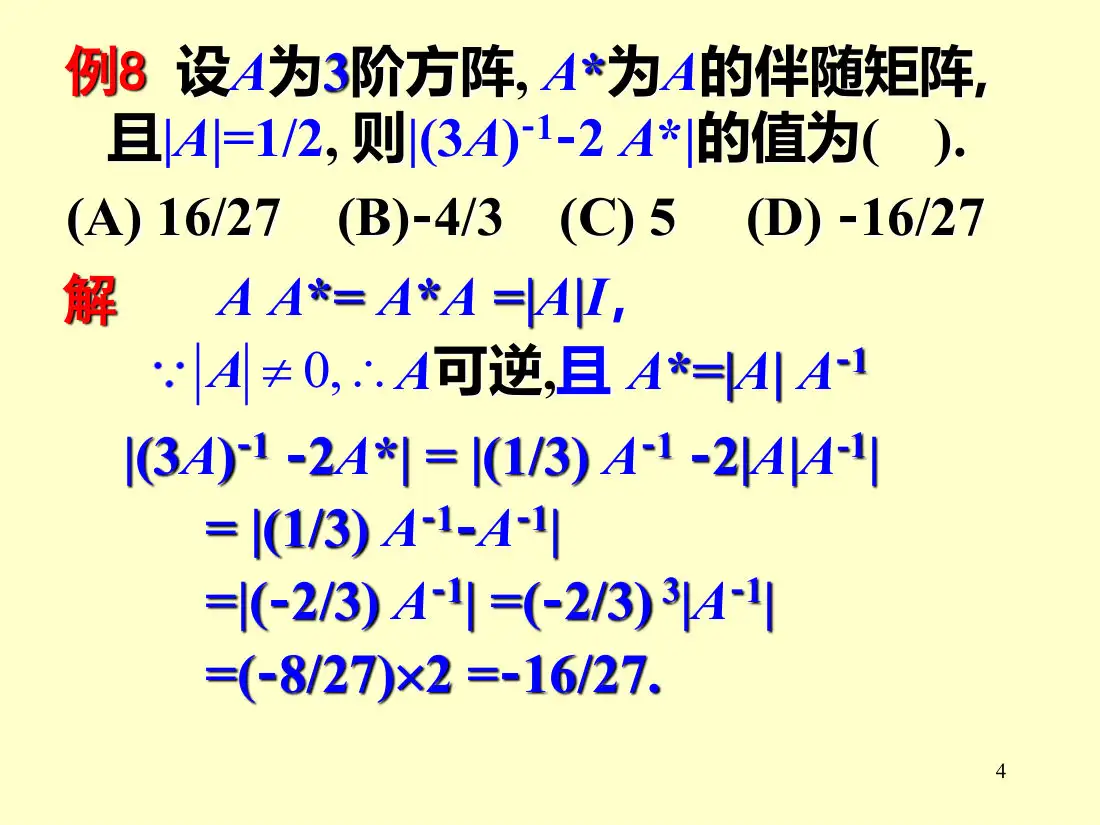 例8 设A为3阶方阵, A*为A的伴随矩阵,
且|A|=1/2, 则|(3A)⁻¹-2 A*|的值为( ).
(A) 16/27 (B)-4/3 (C) 5 (D) -16/27
解 A A*= A*A =|A|I,
∵|A|≠0,∴A可逆,且 A*=|A| A⁻¹
|(3A)⁻¹ -2A*| = |(1/3) A⁻¹ -2|A|A⁻¹|
= |(1/3) A⁻¹-A⁻¹|
=|(-2/3) A⁻¹| =(-2/3) ³|A⁻¹|
=(-8/27)×2 =-16/27.
4